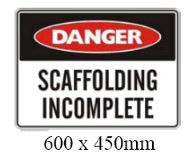 DANGER
SCAFFOLDING
INCOMPLETE
600 x 450mm